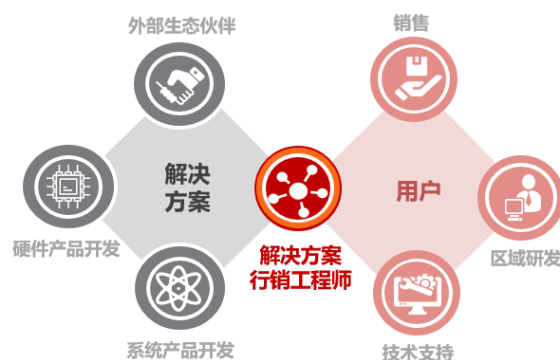 外部生态伙伴
销售
解决
方案
用户
硬件产品开发
解决方案
行销工程师
区域研发
系统产品开发
技术支持